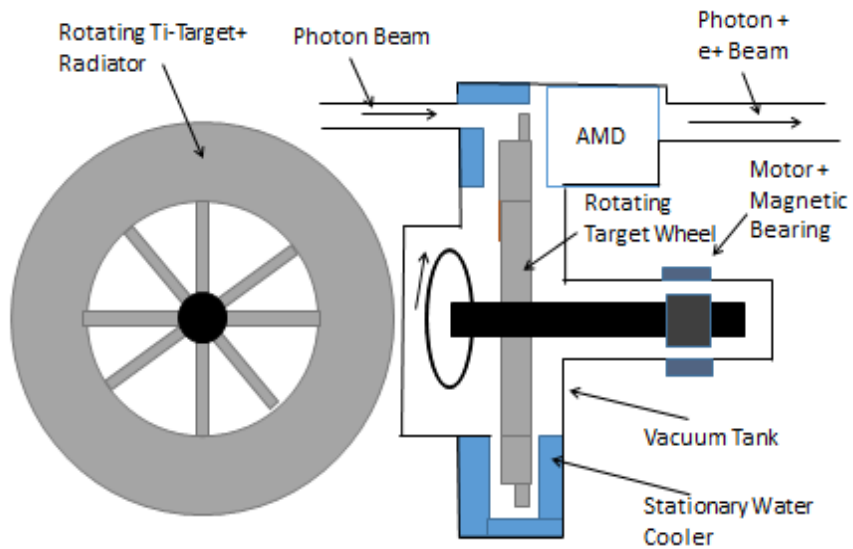 Rotating Ti-Target+
Radiator
Photon Beam
Photon +
e+ Beam
AMD
Motor +
Magnetic
Bearing
Rotating
Target Wheel
Vacuum Tank
Stationary Water
Cooler